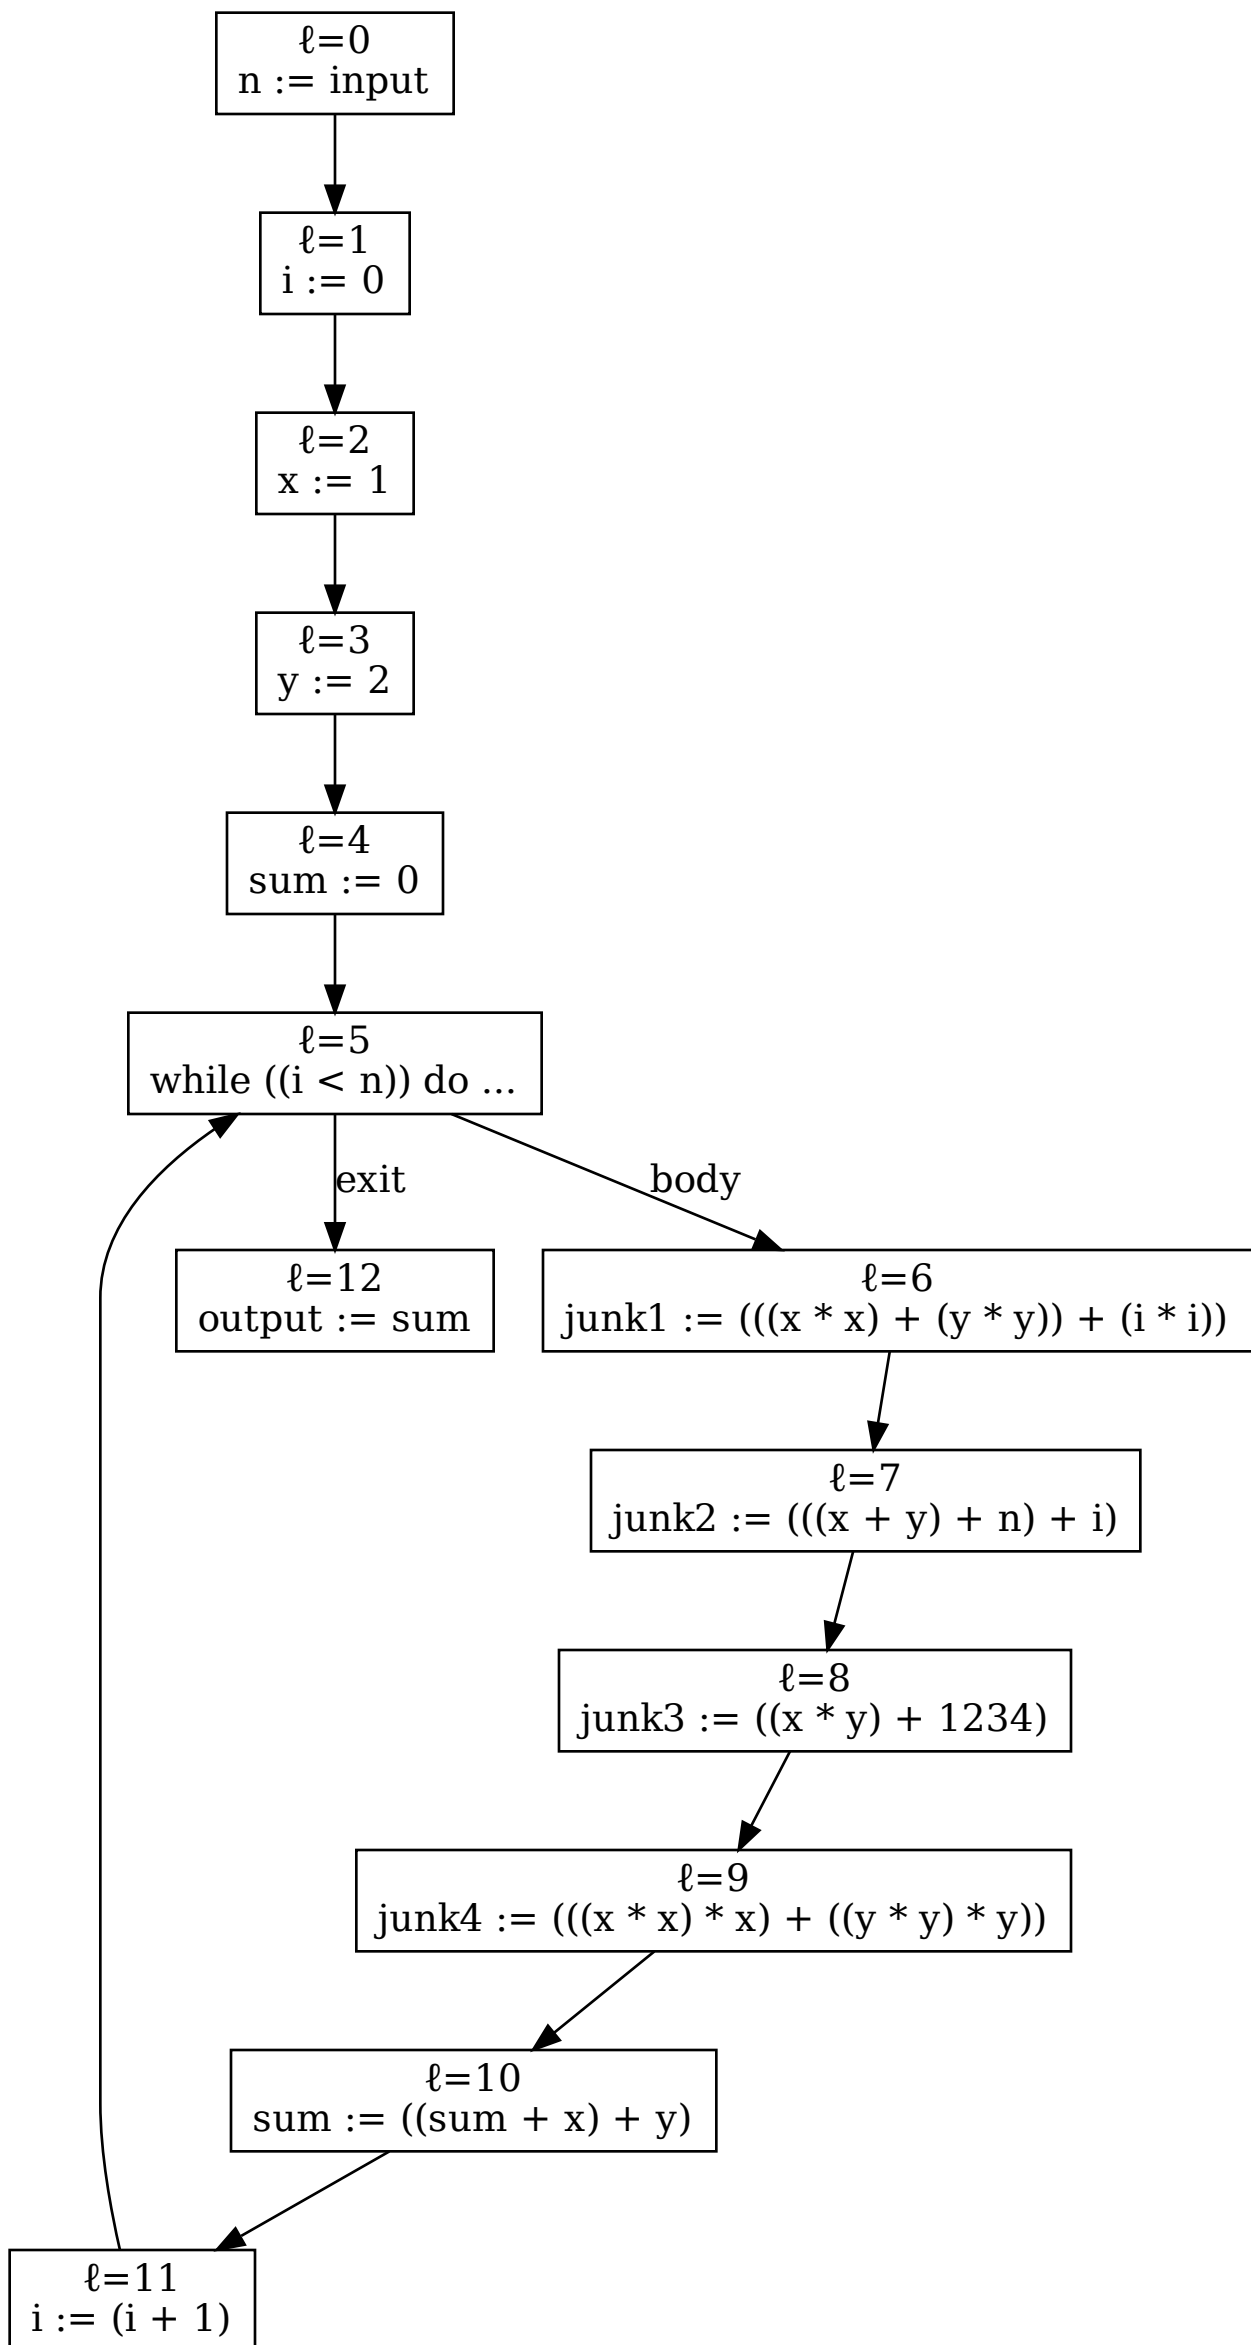 ℓ=0
n := input
ℓ=1
i := 0
ℓ=2
x := 1
ℓ=3
y := 2
ℓ=4
sum := 0
ℓ=5
while ((i < n)) do ...
exit
body
ℓ=12
output := sum
ℓ=6
junk1 := (((x * x) + (y * y)) + (i * i))
ℓ=7
junk2 := (((x + y) + n) + i)
ℓ=8
junk3 := ((x * y) + 1234)
ℓ=9
junk4 := (((x * x) * x) + ((y * y) * y))
ℓ=10
sum := ((sum + x) + y)
ℓ=11
i := (i + 1)